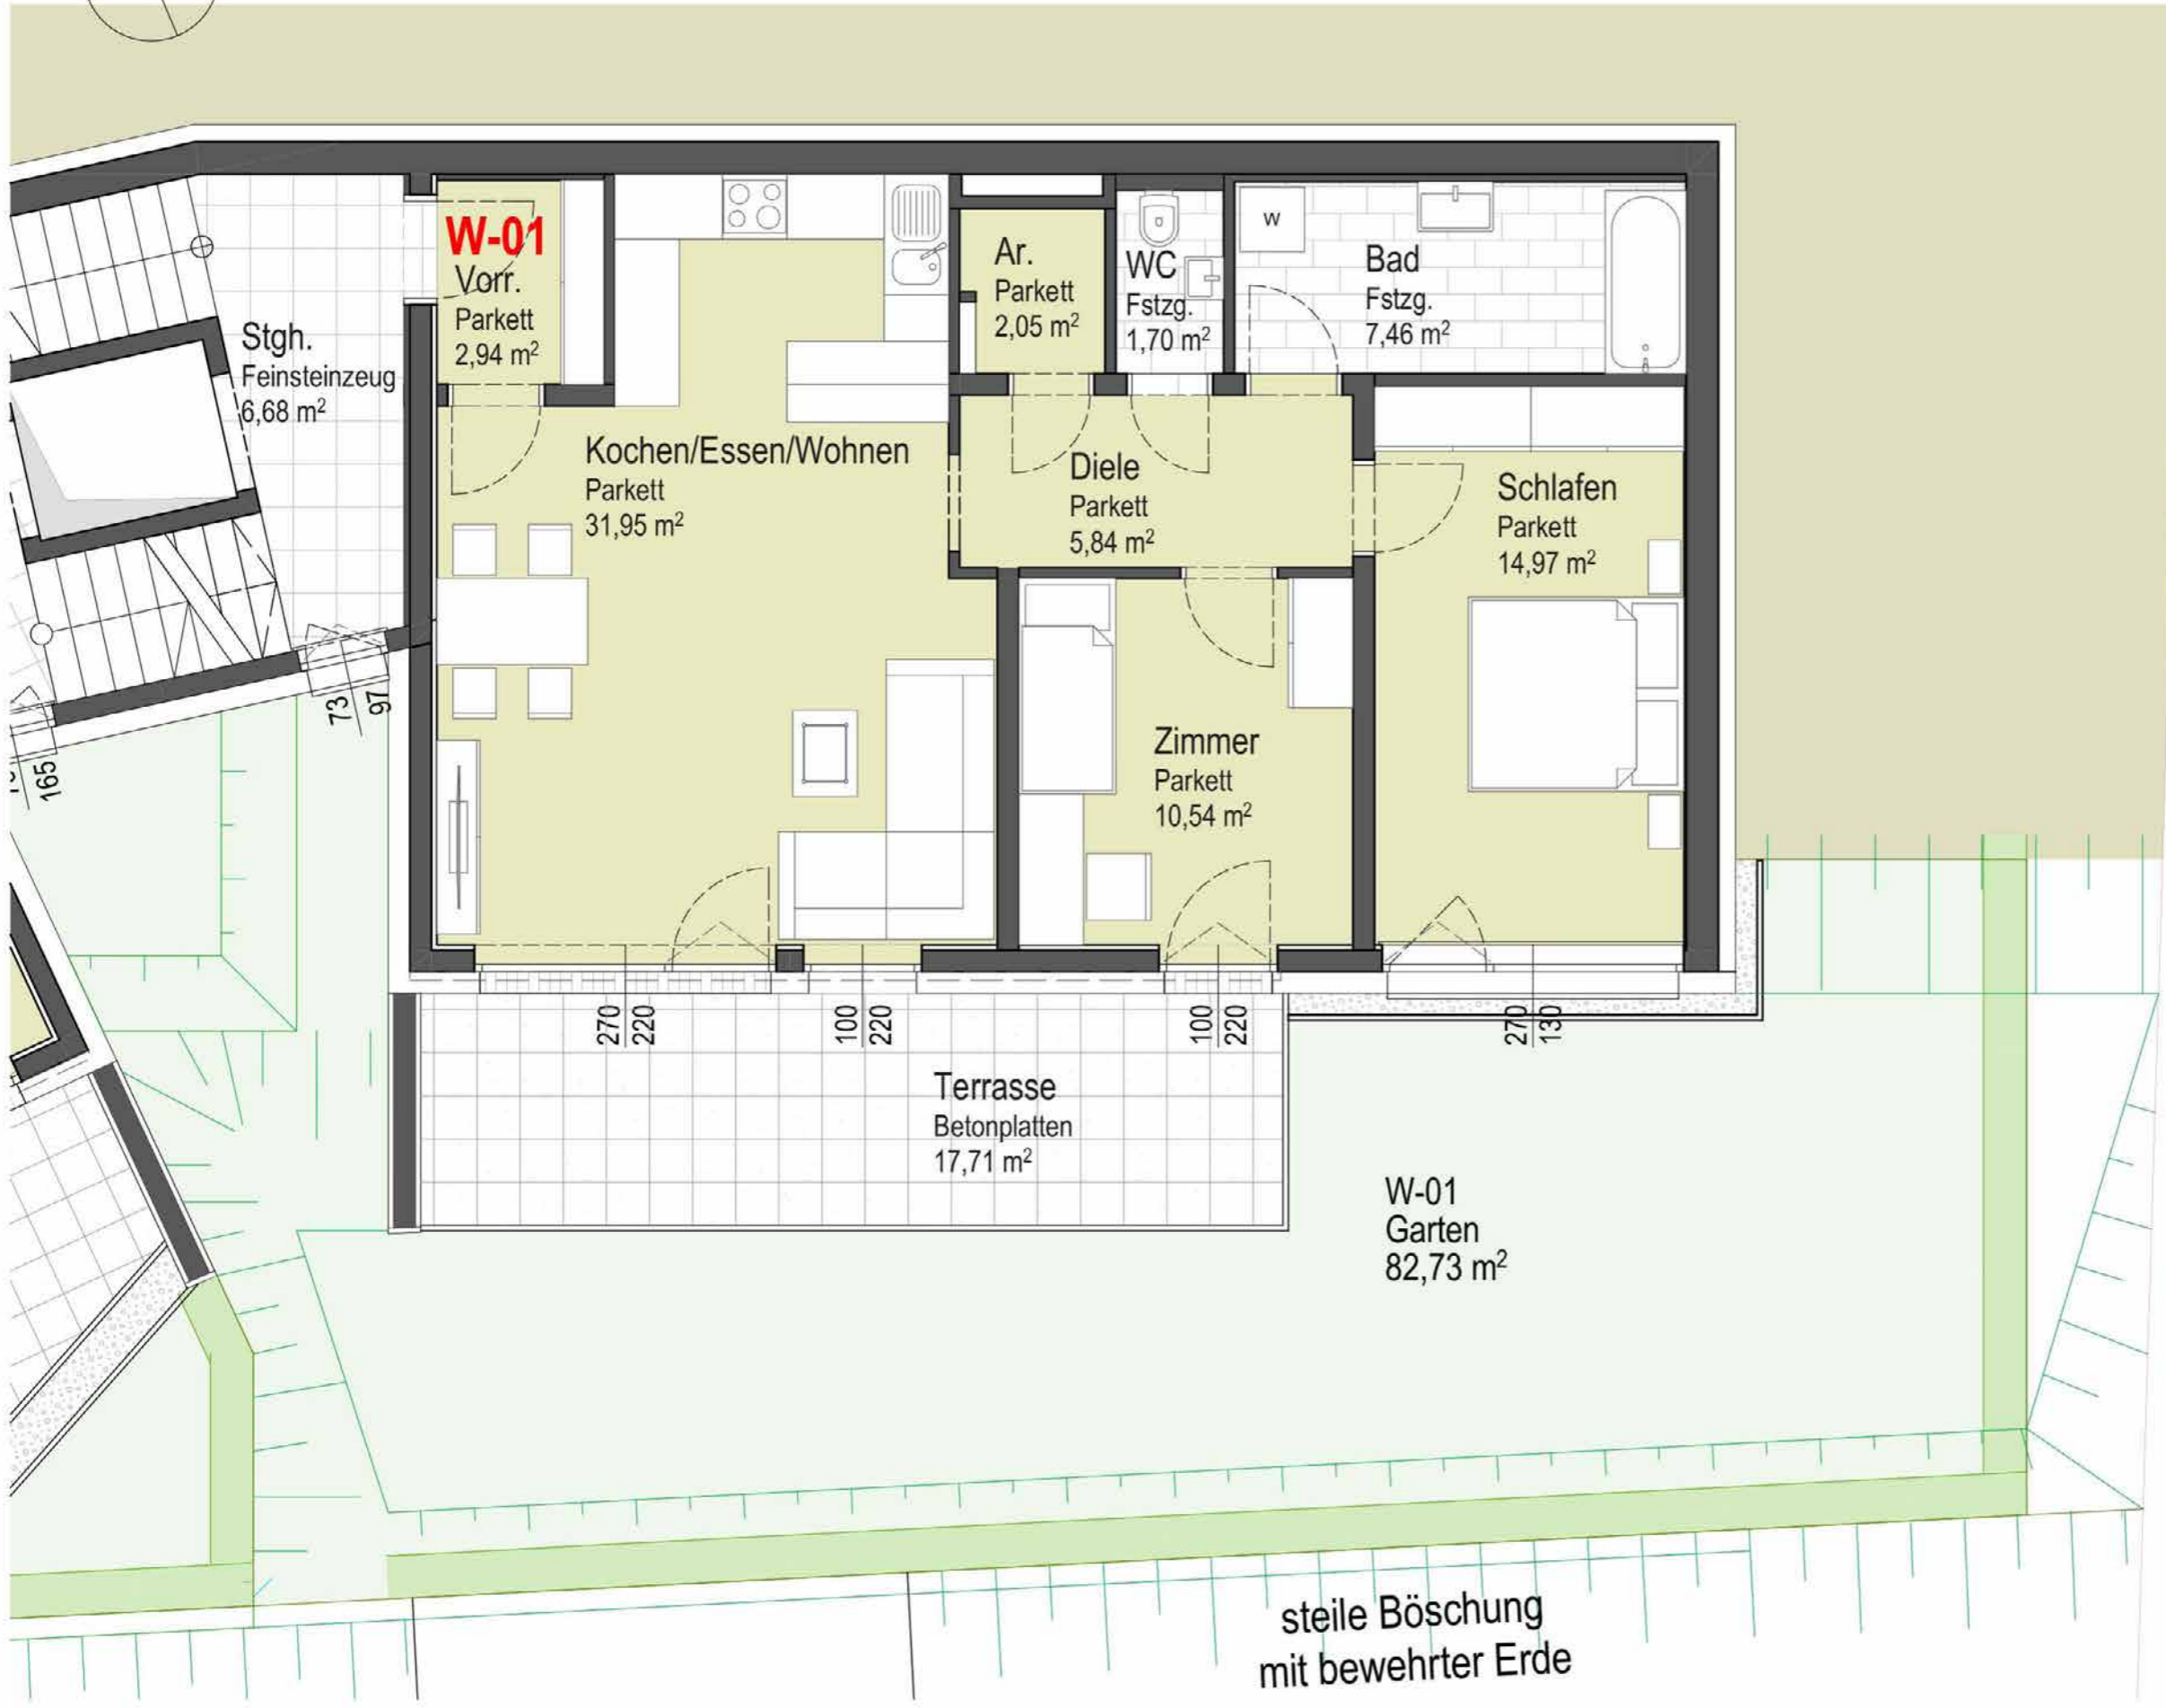 W-01
Vorr.
Parkett
2,94 m²
Stgh.
Feinsteinzeug
6,68 m²
Kochen/Essen/Wohnen
Parkett
31,95 m²
Ar.
Parkett
2,05 m²
WC
Fstzg.
1,70 m²
W
Bad
Fstzg.
7,46 m²
Diele
Parkett
5,84 m²
Schlafen
Parkett
14,97 m²
Zimmer
Parkett
10,54 m²
73
97
165
270
220
100
220
100
220
270
130
Terrasse
Betonplatten
17,71 m²
W-01
Garten
82,73 m²
steile Böschung
mit bewehrter Erde